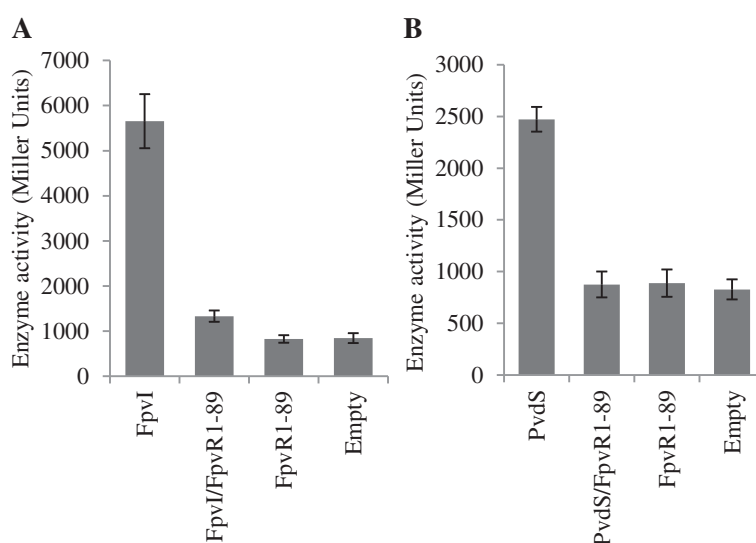 A
Enzyme activity (Miller Units)
7000
6000
5000
4000
3000
2000
1000
0
FpvI
FpvI/FpvR1-89
FpvR1-89
Empty
B
Enzyme activity (Miller Units)
3000
2500
2000
1500
1000
500
0
PvdS
PvdS/FpvR1-89
FpvR1-89
Empty